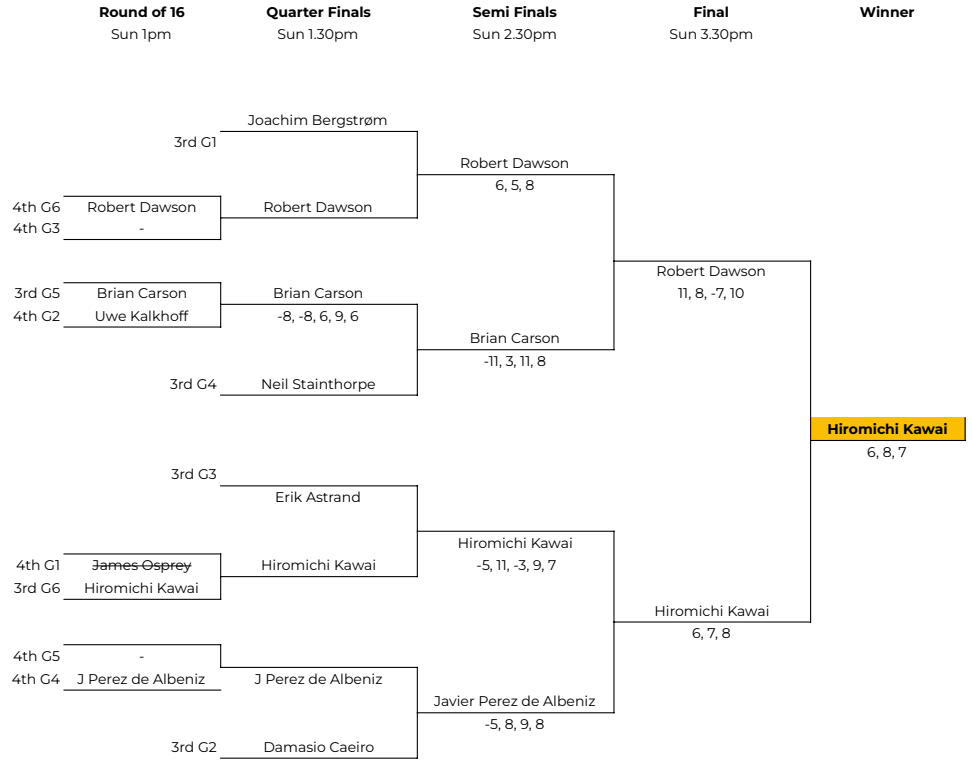 Round of 16 Quarter Finals Semi Finals Final Winner
Sun 1pm Sun 1.30pm Sun 2.30pm Sun 3.30pm
Joachim Bergstrøm
3rd G1
Robert Dawson
6, 5, 8
4th G6 Robert Dawson Robert Dawson
4th G3 -
Robert Dawson
11, 8, -7, 10
3rd G5 Brian Carson Brian Carson
4th G2 Uwe Kalkhoff -8, -8, 6, 9, 6
Brian Carson
-11, 3, 11, 8
3rd G4 Neil Stainthorpe
Hiromichi Kawai
6, 8, 7
3rd G3
Erik Astrand
Hiromichi Kawai
-5, 11, -3, 9, 7
4th G1 James Osprey Hiromichi Kawai
3rd G6 Hiromichi Kawai
Hiromichi Kawai
6, 7, 8
4th G5 -
4th G4 J Perez de Albeniz J Perez de Albeniz
Javier Perez de Albeniz
-5, 8, 9, 8
3rd G2 Damasio Caeiro